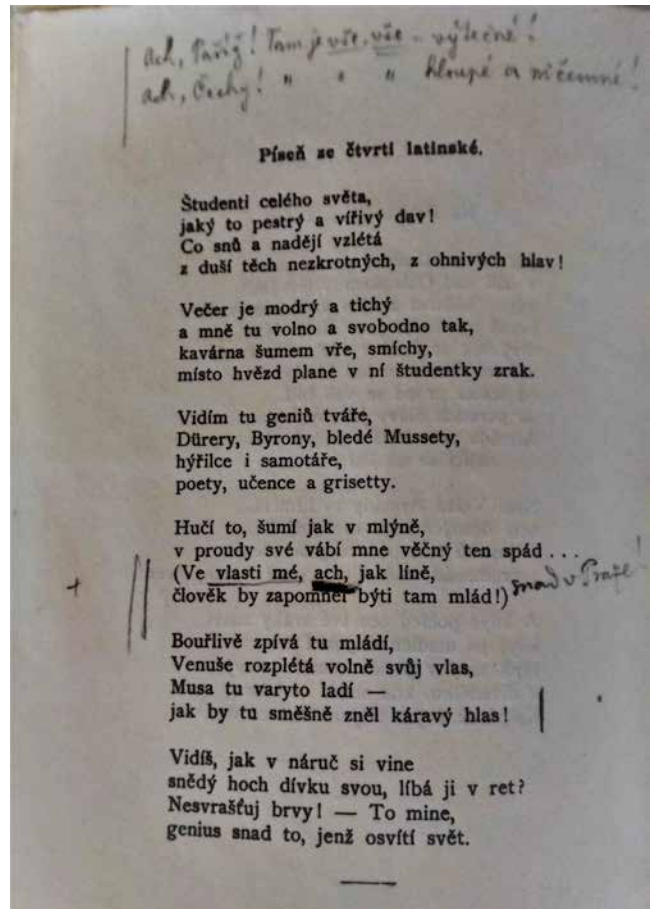 ach, Paříž! Tam je vše, vše – výtečné!
ach, Čechy! " " " hloupé a ničemné!
Píseň ze čtvrti latinské.
Študenti celého světa,
jaký to pestrý a vířivý dav!
Co snů a nadějí vzlétá
z duší těch nezkrotných, z ohnivých hlav!
Večer je modrý a tichý
a mně tu volno a svobodno tak,
kavárna šumem vře, smíchy,
místo hvězd plane v ní študentky zrak.
Vidím tu geniů tváře,
Dürery, Byrony, bledé Mussety,
hýřilce i samotáře,
poety, učence a grisetty.
Hučí to, šumí jak v mlýně,
v proudy své vábí mne věčný ten spád...
(Ve vlasti mé, ach, jak líně,
člověk by zapomněl býti tam mlád!) snad v Praze!
Bouřlivě zpívá tu mládí,
Venuše rozplétá volně svůj vlas,
Musa tu varyto ladí —
jak by tu směšně zněl káravý hlas!
Vidíš, jak v náruč si vine
snědý hoch dívku svou, líbá ji v ret?
Nesvrašťuj brvy! — To mine,
genius snad to, jenž osvítí svět.